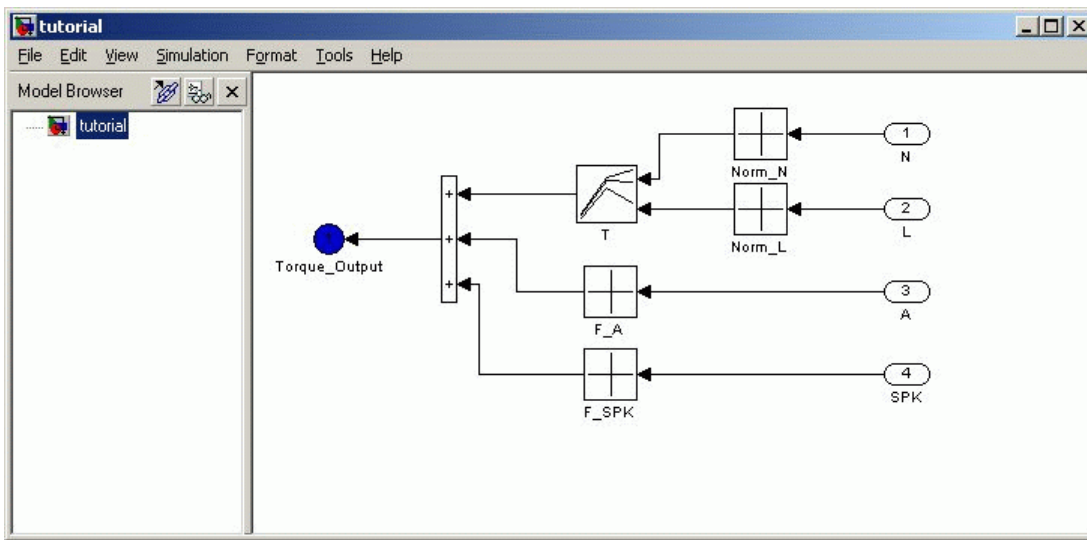 tutorial
File Edit View Simulation Format Tools Help
Model Browser
tutorial
1
N
Norm_N
2
L
Norm_L
T
+
+
+
Torque_Output
3
A
F_A
4
SPK
F_SPK